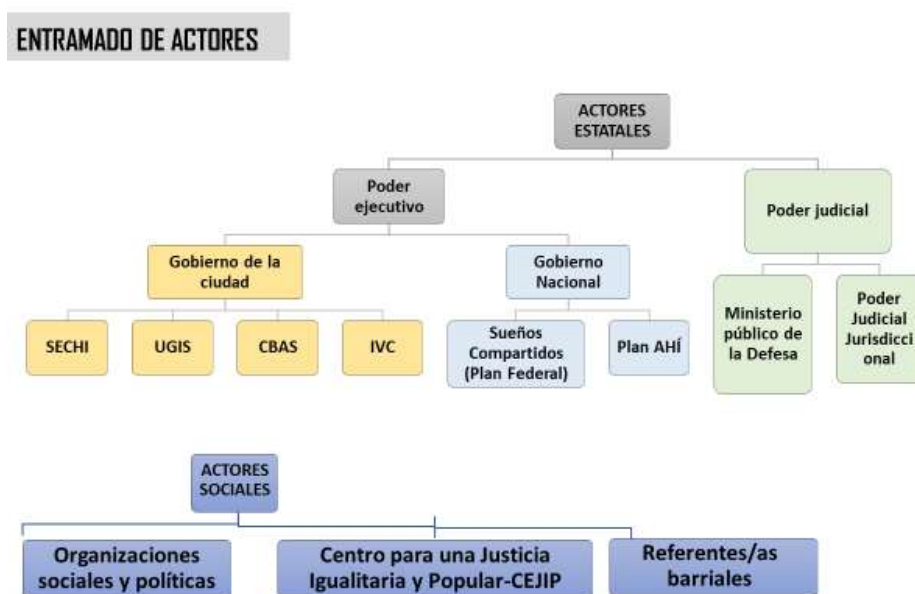 ENTRAMADO DE ACTORES
ACTORES
ESTATALES
Poder
ejecutivo
Poder judicial
Gobierno de la
ciudad
Gobierno
Nacional
SECHI
UGIS
CBAS
IVC
Sueños
Compartidos
(Plan Federal)
Plan AHÍ
Ministerio
público de
la Defesa
Poder
Judicial
Jurisdicci
onal
ACTORES
SOCIALES
Organizaciones
sociales y políticas
Centro para una Justicia
Igualitaria y Popular-CEJIP
Referentes/as
barriales